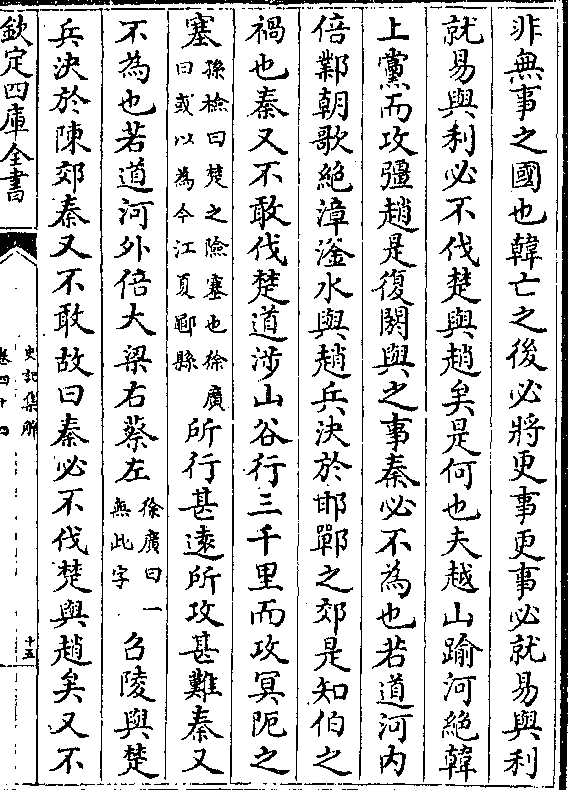 非無事之國也韓亡之後必將更事更事必就易與利
就易與利必不伐楚與趙矣是何也夫越山踰河絶韓
上黨而攻彊趙是復閼與之事秦必不為也若道河內
倍鄴朝歌絶漳滏水與趙兵決於邯鄲之郊是知伯之
禍也秦又不敢伐楚道涉山谷行三千里而攻冥阨之
塞孫檢曰楚之險塞也徐廣曰或以為今江夏鄳縣所行甚遠所攻甚難秦又
不為也若道河外倍大梁右蔡左徐廣曰一無此字召陵與楚
兵決於陳郊秦又不敢故曰秦必不伐楚與趙矣又不
欽定四庫全書
史記集解
卷四十四
十五